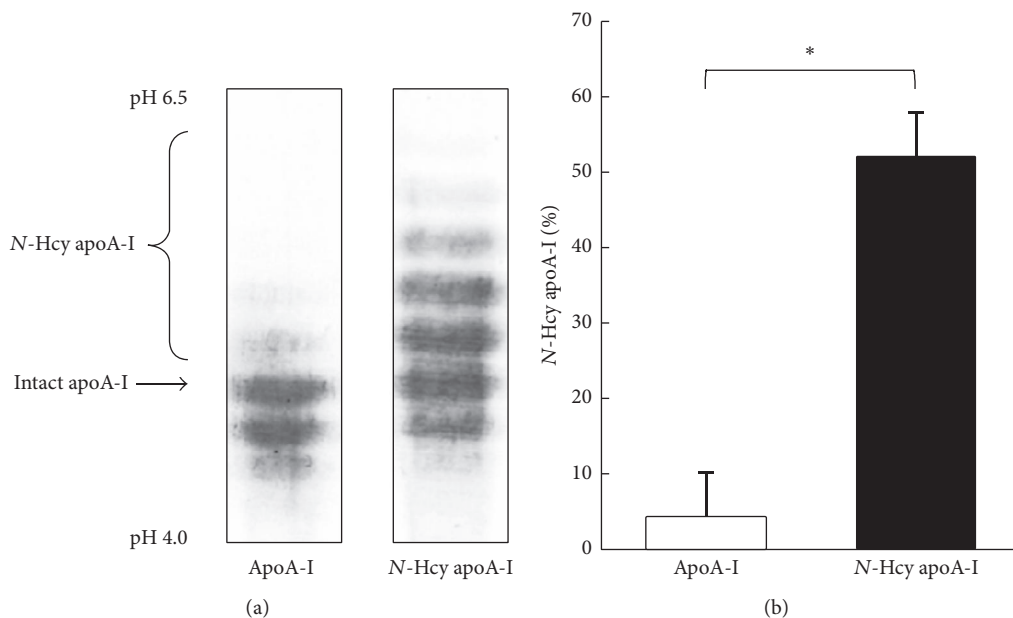 pH 6.5
N-Hcy apoA-I
Intact apoA-I
pH 4.0
ApoA-I
N-Hcy apoA-I
(a)
N-Hcy apoA-I (%)
70
60
50
40
30
20
10
0
*
ApoA-I
N-Hcy apoA-I
(b)